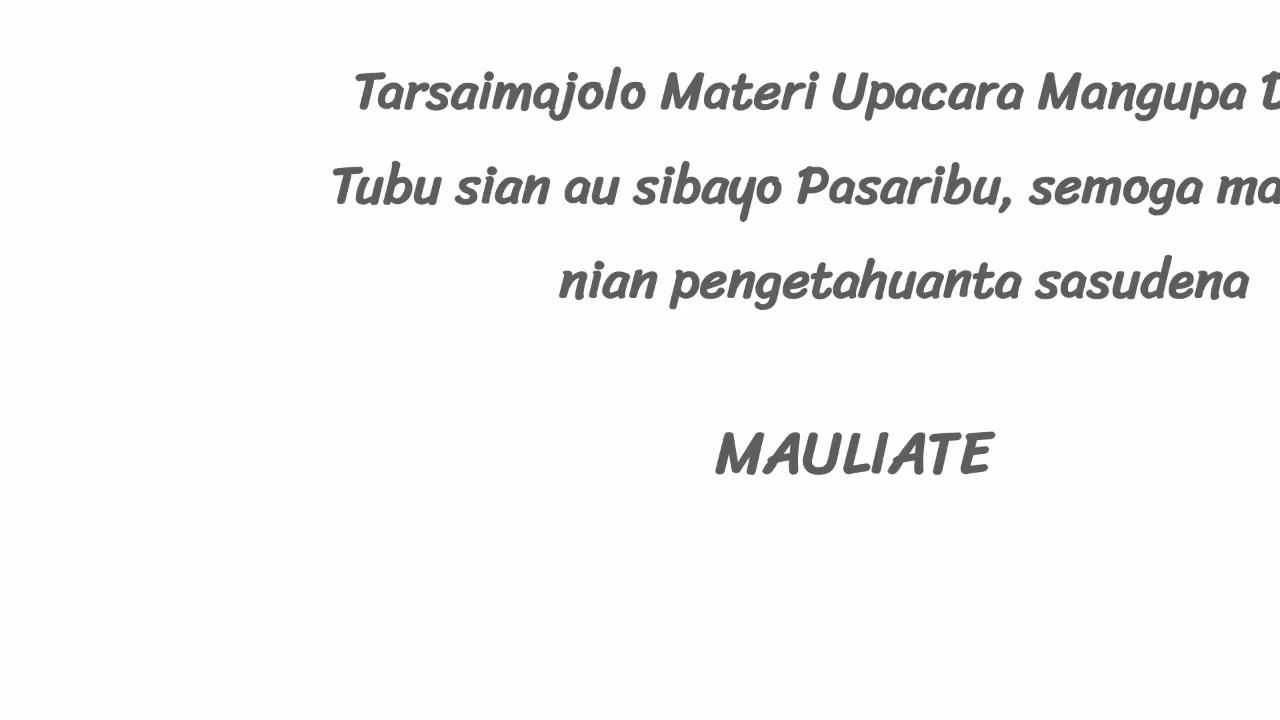 Tarsaimajolo Materi Upacara Mangupa
Tubu sian au sibayo Pasaribu, semoga
nian pengetahuanta sasudena
MAULIATE